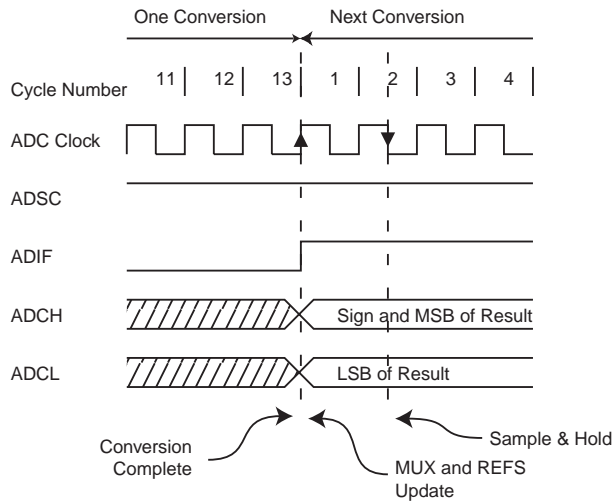 One Conversion Next Conversion
Cycle Number 11 12 13 1 2 3 4
ADC Clock
ADSC
ADIF
ADCH Sign and MSB of Result
ADCL LSB of Result
Conversion
Complete
MUX and REFS
Update
Sample & Hold